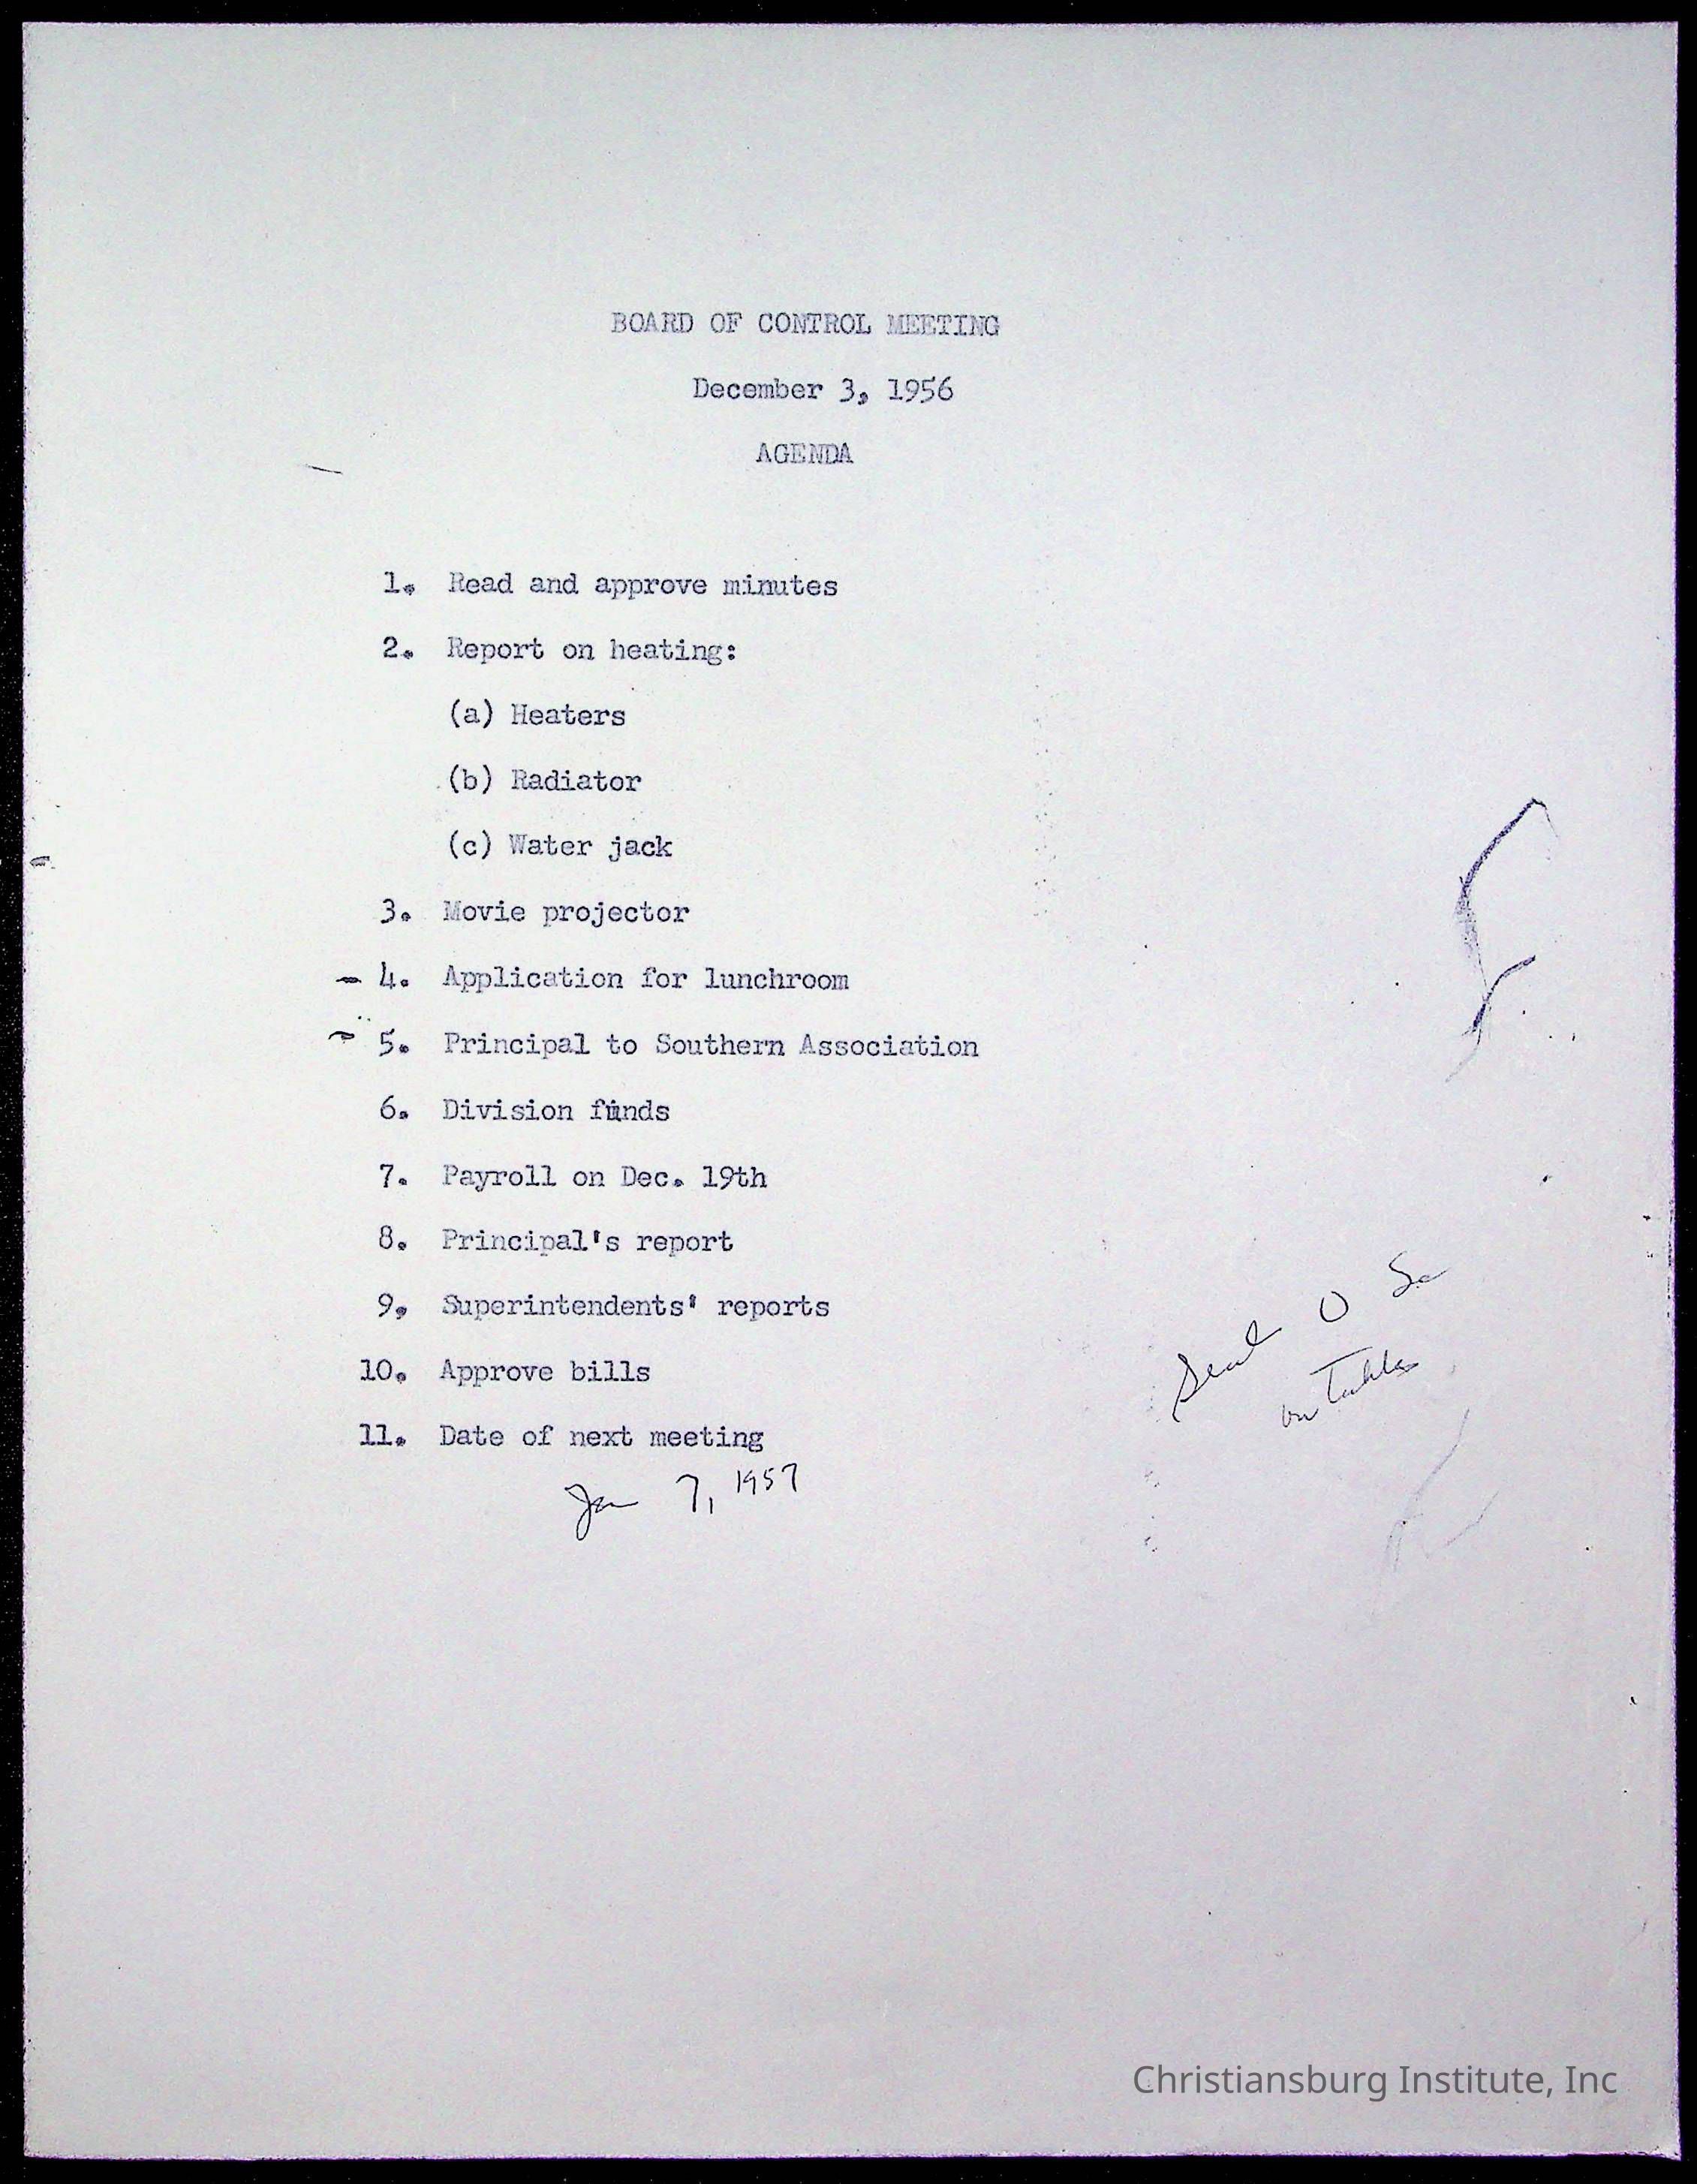 BOARD OF CONTROL MEETING
December 3, 1956
AGENDA
1. Read and approve minutes
2. Report on heating:
(a) Heaters
(b) Radiator
(c) Water jack
3. Movie projector
- 4. Application for lunchroom
- 5. Principal to Southern Association
6. Division funds
7. Payroll on Dec. 19th
8. Principal's report
9. Superintendents' reports
10. Approve bills
11. Date of next meeting
Jan 7, 1957
on
Christiansburg Institute, Inc